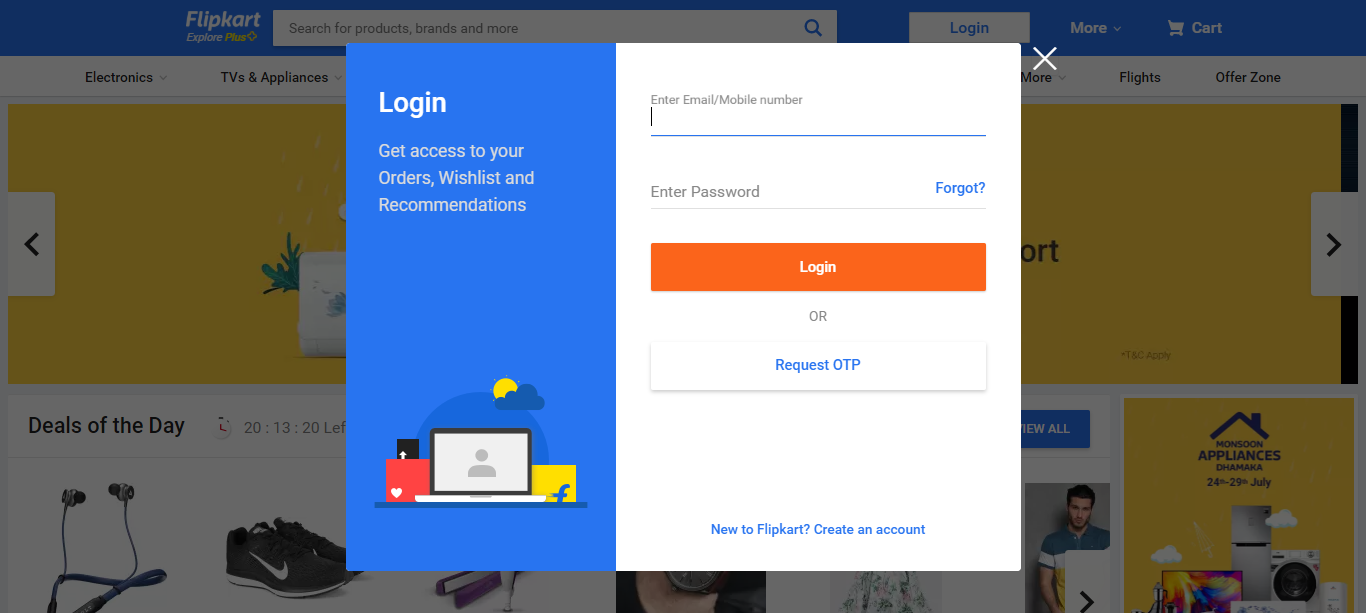 Flipkart
Explore Plus
Search for products, brands and more
Login
More
Cart
Electronics
TVs & Appliances
More
Flights
Offer Zone
Login
Get access to your
Orders, Wishlist and
Recommendations
Enter Email/Mobile number
Enter Password
Forgot?
Login
OR
Request OTP
New to Flipkart? Create an account
*T&C Apply
Deals of the Day
20 : 13 : 20
VIEW ALL
MONSOON
APPLIANCES
DHAMAKA
24th-29th July